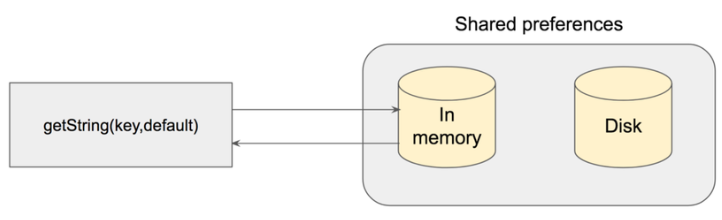 Shared preferences
getString(key,default)
In
memory
Disk